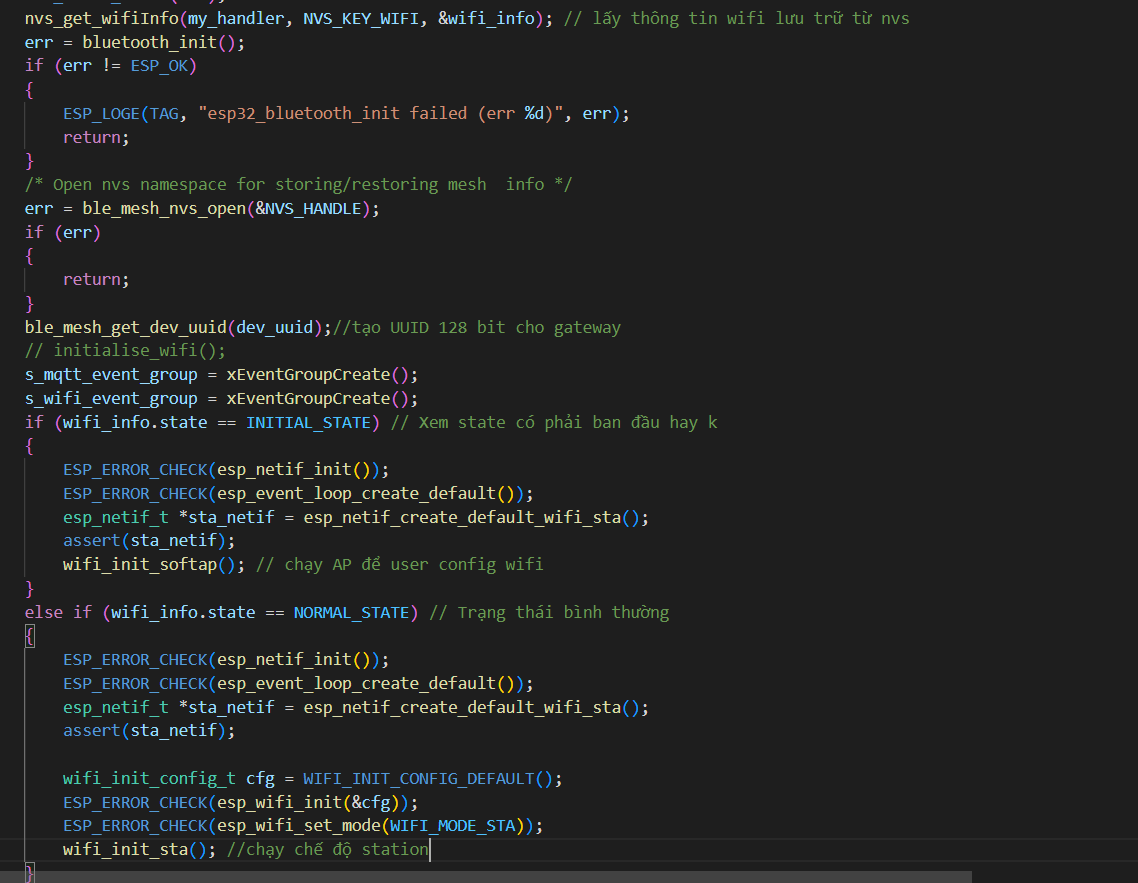 nvs_get_wifiInfo(my_handler, NVS_KEY_WIFI, &wifi_info); // lấy thông tin wifi lưu trữ từ nvs
err = bluetooth_init();
if (err != ESP_OK)
{
ESP_LOGE(TAG, "esp32_bluetooth_init failed (err %d)", err);
return;
}
/* Open nvs namespace for storing/restoring mesh  info */
err = ble_mesh_nvs_open(&NVS_HANDLE);
if (err)
{
return;
}
ble_mesh_get_dev_uuid(dev_uuid);//tạo UUID 128 bit cho gateway
// initialise_wifi();
s_mqtt_event_group = xEventGroupCreate();
s_wifi_event_group = xEventGroupCreate();
if (wifi_info.state == INITIAL_STATE) // Xem state có phải ban đầu hay k
{
ESP_ERROR_CHECK(esp_netif_init());
ESP_ERROR_CHECK(esp_event_loop_create_default());
esp_netif_t *sta_netif = esp_netif_create_default_wifi_sta();
assert(sta_netif);
wifi_init_softap(); // chạy AP để user config wifi
}
else if (wifi_info.state == NORMAL_STATE) // Trạng thái bình thường
{
ESP_ERROR_CHECK(esp_netif_init());
ESP_ERROR_CHECK(esp_event_loop_create_default());
esp_netif_t *sta_netif = esp_netif_create_default_wifi_sta();
assert(sta_netif);
wifi_init_config_t cfg = WIFI_INIT_CONFIG_DEFAULT();
ESP_ERROR_CHECK(esp_wifi_init(&cfg));
ESP_ERROR_CHECK(esp_wifi_set_mode(WIFI_MODE_STA));
wifi_init_sta(); //chạy chế độ station
}